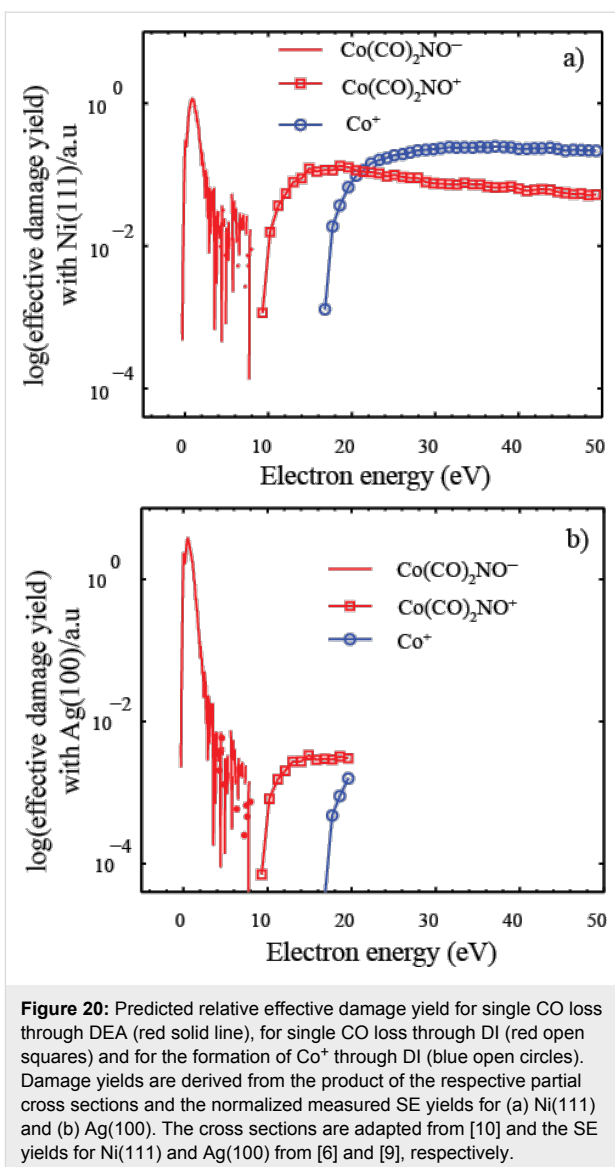 a)
Co(CO)₂NO⁻
Co(CO)₂NO⁺
Co⁺
log(effective damage yield)
with Ni(111)/a.u
10⁰
10⁻²
10⁻⁴
0 10 20 30 40 50
Electron energy (eV)
b)
Co(CO)₂NO⁻
Co(CO)₂NO⁺
Co⁺
log(effective damage yield)
with Ag(100)/a.u
10⁰
10⁻²
10⁻⁴
0 10 20 30 40 50
Electron energy (eV)
Figure 20: Predicted relative effective damage yield for single CO loss
through DEA (red solid line), for single CO loss through DI (red open
squares) and for the formation of Co⁺ through DI (blue open circles).
Damage yields are derived from the product of the respective partial
cross sections and the normalized measured SE yields for (a) Ni(111)
and (b) Ag(100). The cross sections are adapted from [10] and the SE
yields for Ni(111) and Ag(100) from [6] and [9], respectively.